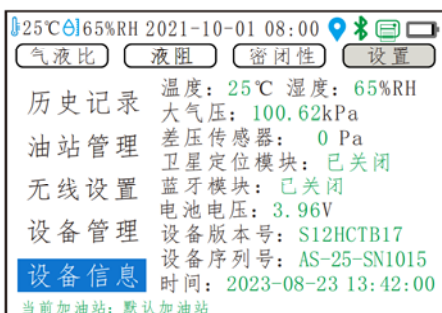 25℃ 65%RH 2021-10-01 08:00
气液比 液阻 密闭性 设置
历史记录
油站管理
无线设置
设备管理
设备信息
温度: 25℃ 湿度: 65%RH
大气压: 100.62kPa
差压传感器: 0 Pa
卫星定位模块: 已关闭
蓝牙模块: 已关闭
电池电压: 3.96V
设备版本号: S12HCTB17
设备序列号: AS-25-SN1015
时间: 2023-08-23 13:42:00
当前加油站: 默认加油站